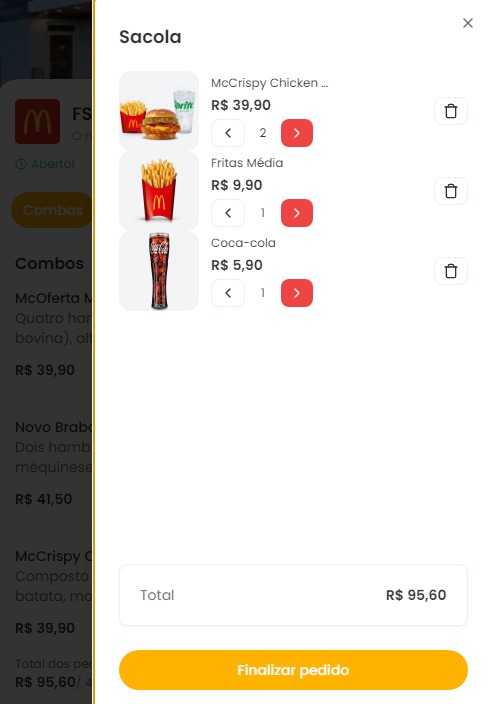 Sacola
McCrispy Chicken ...
R$ 39,90
2
Fritas Média
R$ 9,90
1
Coca-cola
R$ 5,90
1
Total
R$ 95,60
Finalizar pedido
FS
Aberto!
Combos
Combos
McOferta M
Quatro ham
bovina), alf
R$ 39,90
Novo Brabo
Dois hamb
méquinese
R$ 41,50
McCrispy C
Composto
batata, ma
R$ 39,90
Total dos ped
R$ 95,60/ 4